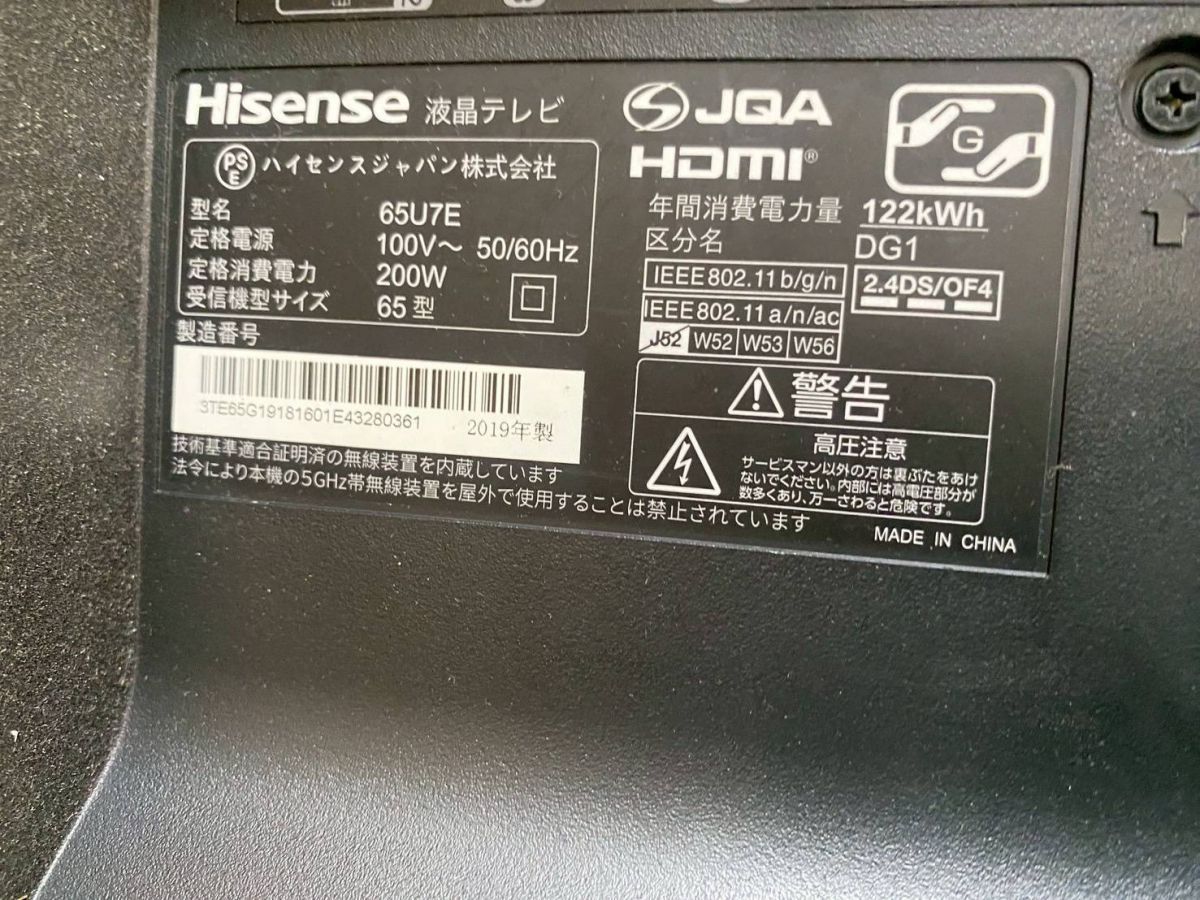 Hisense 液晶テレビ
PS
E
ハイセンスジャパン株式会社
型名 65U7E
定格電源 100V～ 50/60Hz
定格消費電力 200W
受信機型サイズ 65型
製造番号
3TE65G19181601E43280361
2019年製
技術基準適合証明済の無線装置を内蔵しています
法令により本機の5GHz帯無線装置を屋外で使用することは禁止されています
JQA
HDMI®
G
年間消費電力量 122kWh
区分名 DG1
IEEE802.11b/g/n
2.4DS/OF4
IEEE802.11a/n/ac
J52 W52 W53 W56
警告
高圧注意
サービスマン以外の方は裏ぶたをあけ
ないでください。内部には高電圧部分が
数多くあり、万一さわると危険です。
MADE IN CHINA